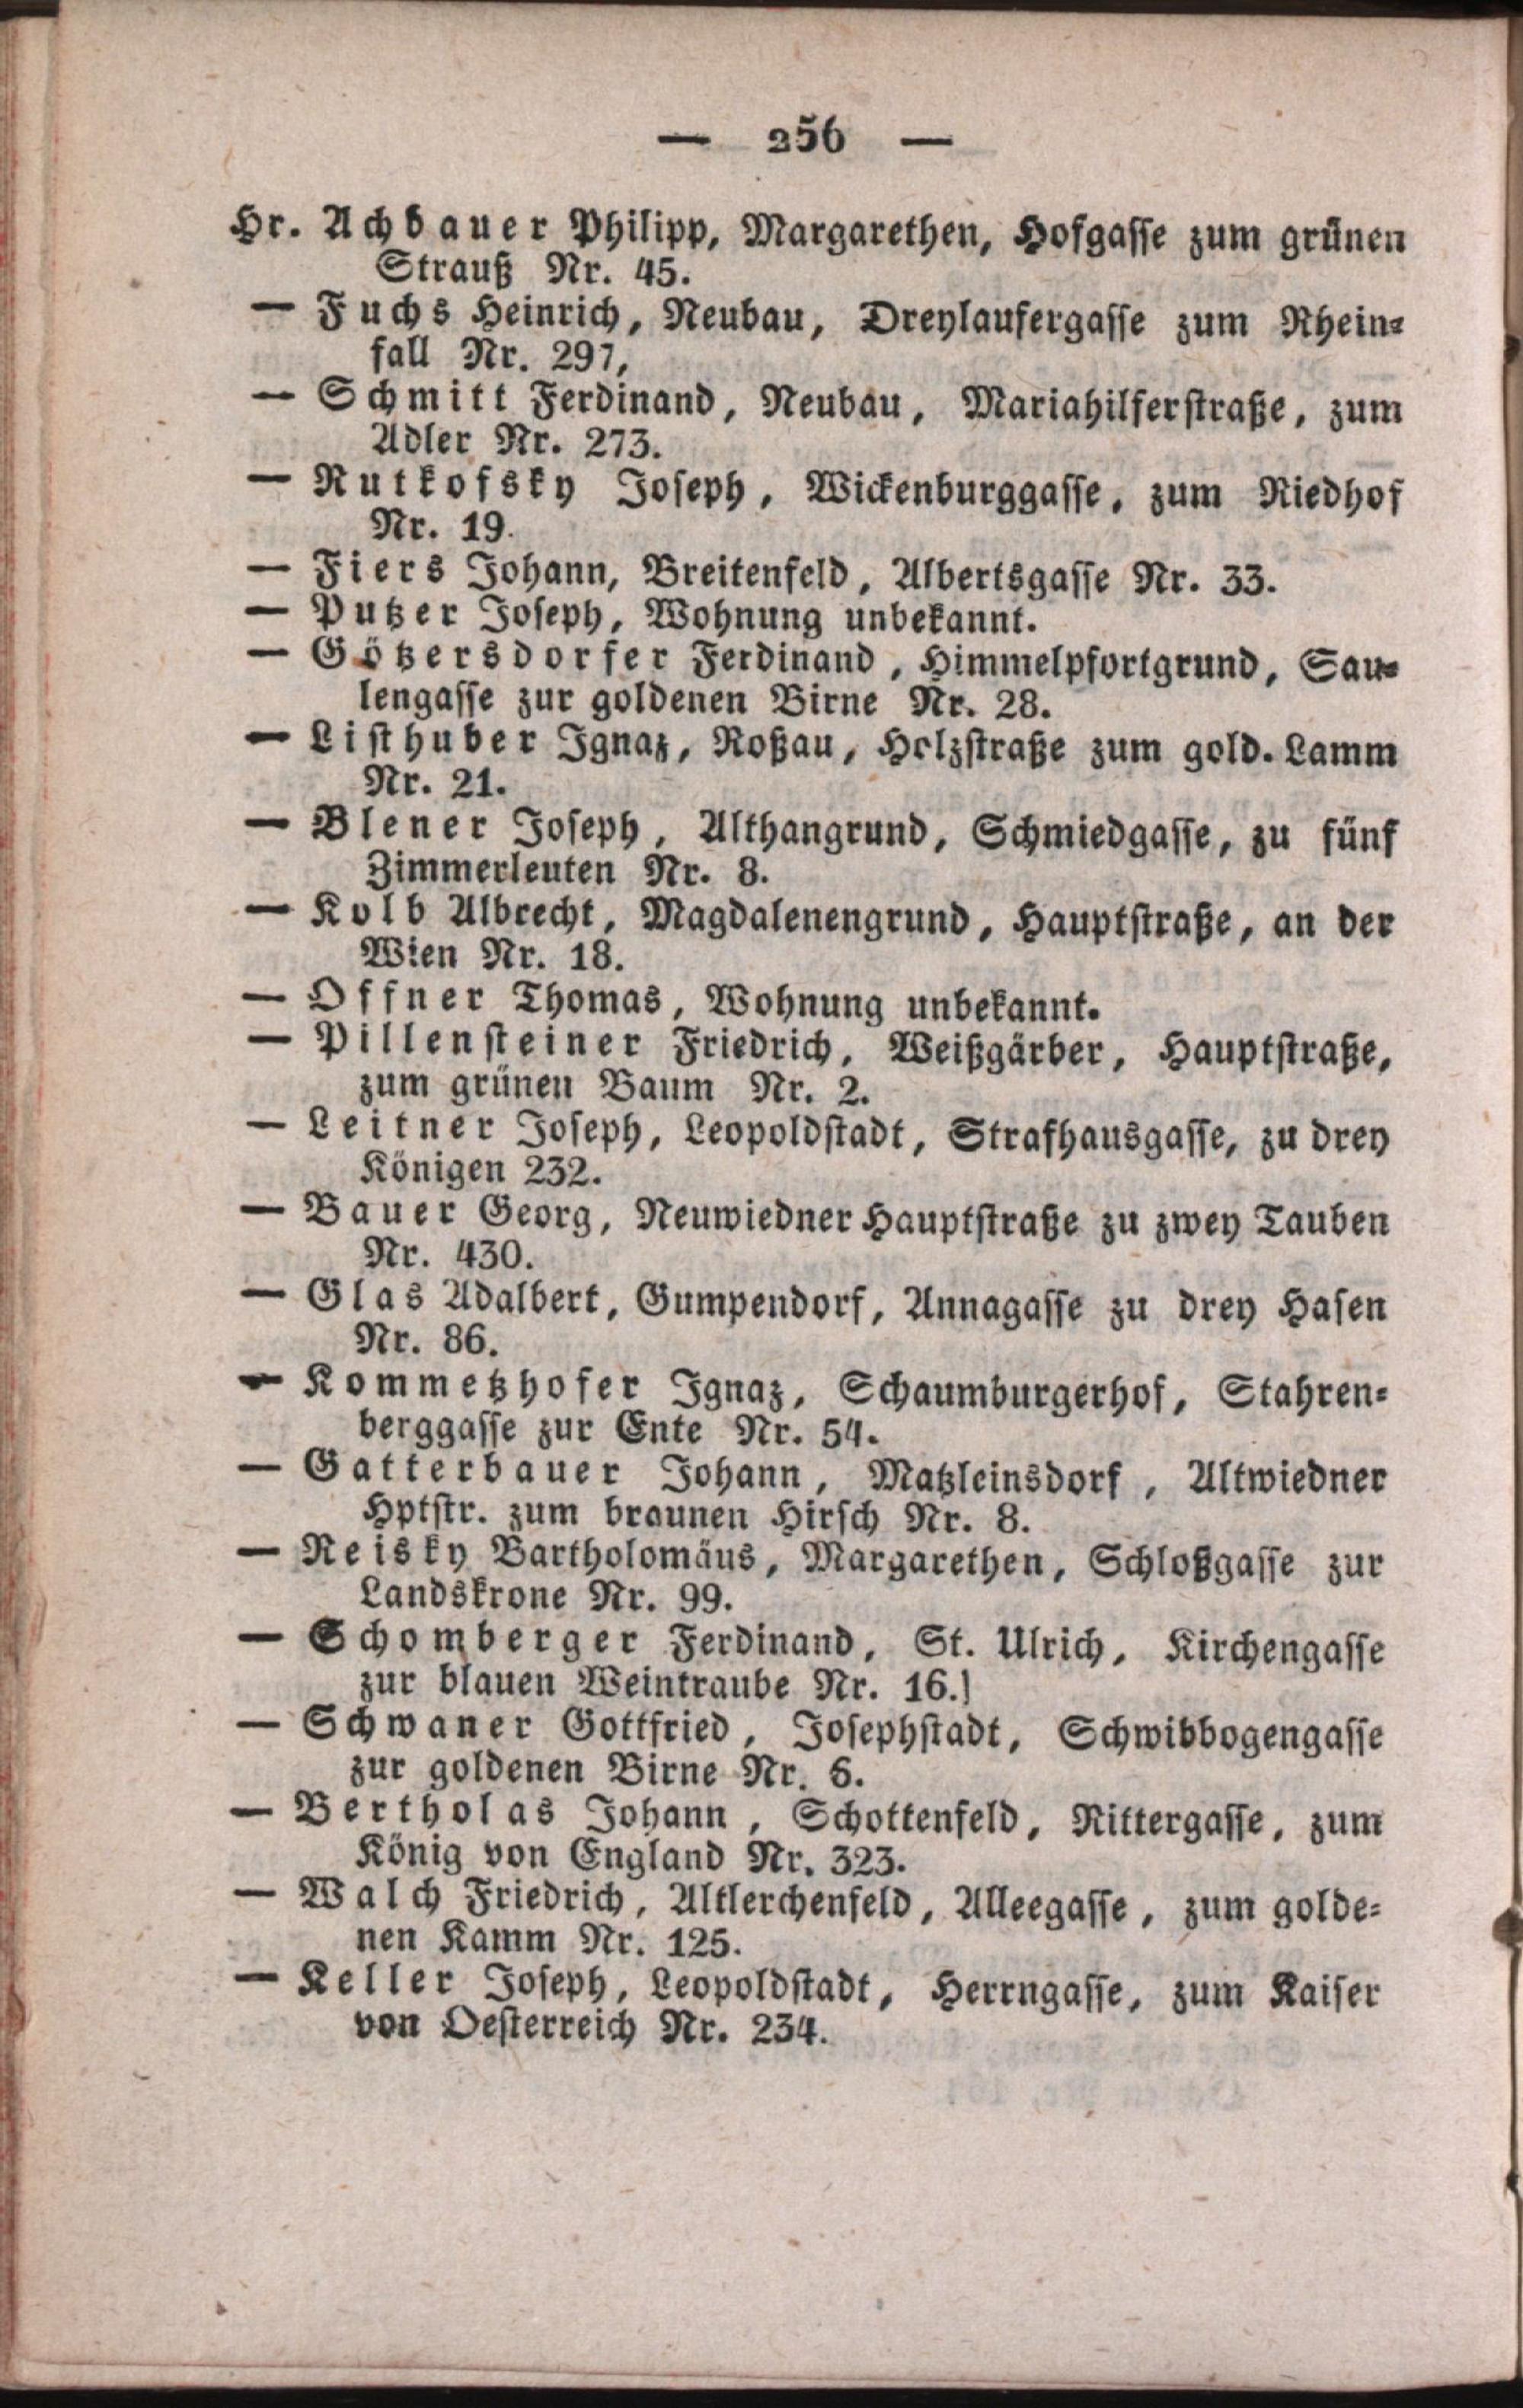 — 256 —
Hr. Achbauer Philipp, Margarethen, Hofgasse zum grünen
Strauß Nr. 45.
— Fuchs Heinrich, Neubau, Dreylaufergasse zum Rhein-
fall Nr. 297,
— Schmitt Ferdinand, Neubau, Mariahilferstraße, zum
Adler Nr. 273.
— Rutkofsky Joseph, Wickenburggasse, zum Riedhof
Nr. 19.
— Fiers Johann, Breitenfeld, Albertsgasse Nr. 33.
— Putzer Joseph, Wohnung unbekannt.
— Götzersdorfer Ferdinand, Himmelpfortgrund, Sau-
lengasse zur goldenen Birne Nr. 28.
— Listhuber Ignaz, Roßau, Holzstraße zum gold. Lamm
Nr. 21.
— Blener Joseph, Althangrund, Schmiedgasse, zu fünf
Zimmerleuten Nr. 8.
— Kolb Albrecht, Magdalenengrund, Hauptstraße, an der
Wien Nr. 18.
— Offner Thomas, Wohnung unbekannt.
— Pillensteiner Friedrich, Weißgärber, Hauptstraße,
zum grünen Baum Nr. 2.
— Leitner Joseph, Leopoldstadt, Strafhausgasse, zu drey
Königen 232.
— Bauer Georg, Neuwiedner Hauptstraße zu zwey Tauben
Nr. 430.
— Glas Adalbert, Gumpendorf, Annagasse zu drey Hasen
Nr. 86.
— Kommetzhofer Ignaz, Schaumburgerhof, Stahren-
berggasse zur Ente Nr. 54.
— Gatterbauer Johann, Matzleinsdorf, Altwiedner
Hptstr. zum braunen Hirsch Nr. 8.
— Reisky Bartholomäus, Margarethen, Schloßgasse zur
Landskrone Nr. 99.
— Schomberger Ferdinand, St. Ulrich, Kirchengasse
zur blauen Weintraube Nr. 16.)
— Schwaner Gottfried, Josephstadt, Schwibbogengasse
zur goldenen Birne Nr. 6.
— Bertholas Johann, Schottenfeld, Rittergasse, zum
König von England Nr. 323.
— Walch Friedrich, Altlerchenfeld, Alleegasse, zum golde-
nen Kamm Nr. 125.
— Keller Joseph, Leopoldstadt, Herrngasse, zum Kaiser
von Oesterreich Nr. 234.